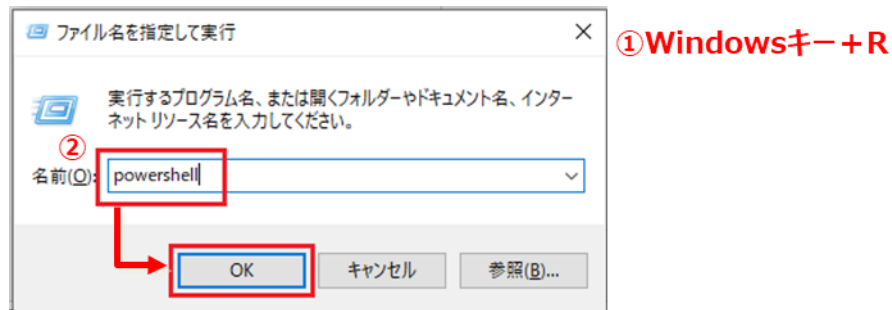 ファイル名を指定して実行
①Windowsキー+R
実行するプログラム名、または開くフォルダーやドキュメント名、インター
ネット リソース名を入力してください。
②
名前(O): powershell
OK キャンセル 参照(B)...